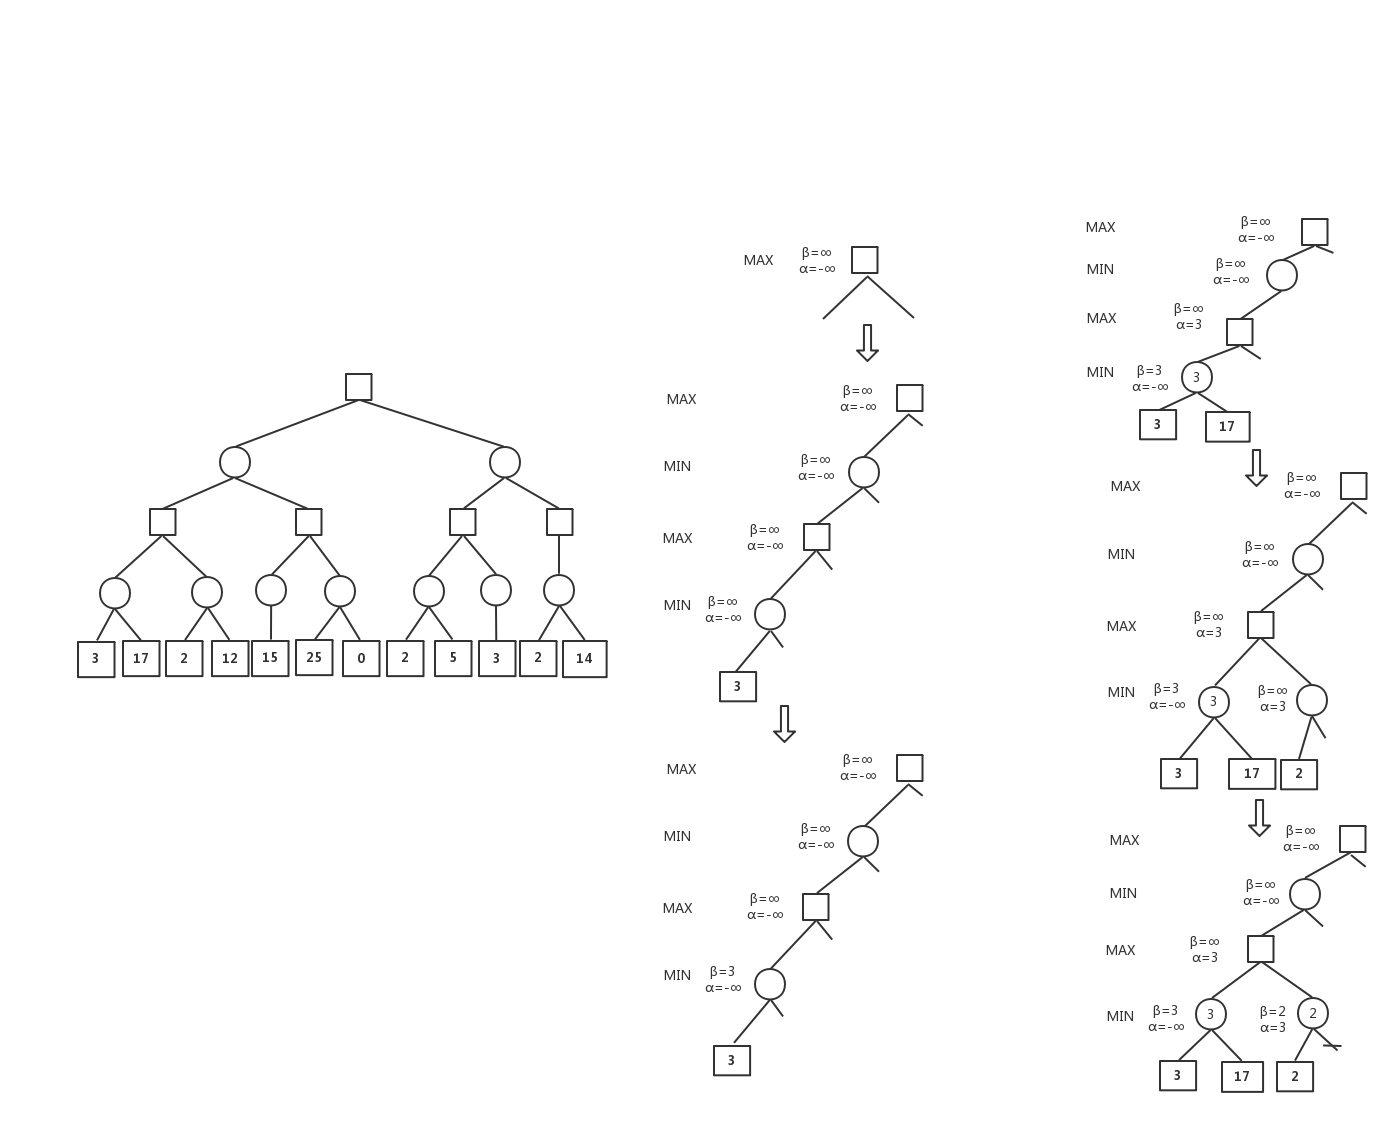 3 17 2 12 15 25 0 2 5 3 2 14
MAX β=∞
α=-∞
MAX β=∞
α=-∞
MIN β=∞
α=-∞
MAX β=∞
α=-∞
MIN β=∞
α=-∞
3
MAX β=∞
α=-∞
MIN β=∞
α=-∞
MAX β=∞
α=-∞
MIN β=3
α=-∞
3
MAX β=∞
α=-∞
MIN β=∞
α=-∞
MAX β=∞
α=3
MIN β=3
α=-∞
3
3 17
MAX β=∞
α=-∞
MIN β=∞
α=-∞
MAX β=∞
α=3
MIN β=3
α=-∞
3
β=∞
α=3
3 17 2
MAX β=∞
α=-∞
MIN β=∞
α=-∞
MAX β=∞
α=3
MIN β=3
α=-∞
3
β=2
α=3
2
3 17 2